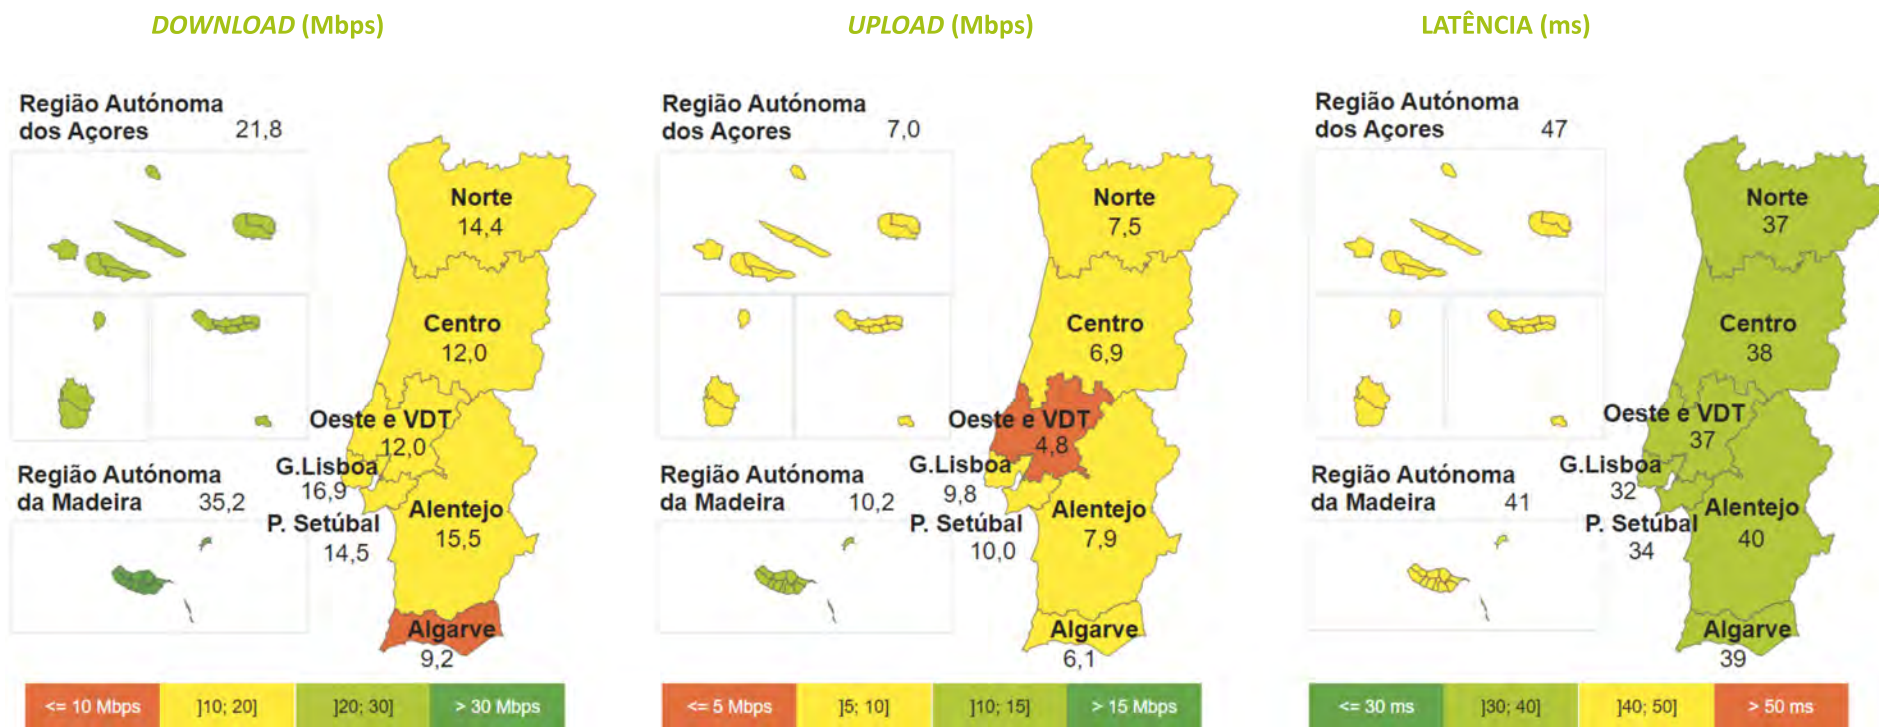 DOWNLOAD (Mbps)
Região Autónoma
dos Açores 21,8
Norte
14,4
Centro
12,0
Oeste e VDT
12,0
G.Lisboa
16,9
Região Autónoma
da Madeira 35,2
P. Setúbal
14,5
Alentejo
15,5
Algarve
9,2
<= 10 Mbps ]10; 20] ]20; 30] > 30 Mbps
UPLOAD (Mbps)
Região Autónoma
dos Açores 7,0
Norte
7,5
Centro
6,9
Oeste e VDT
4,8
G.Lisboa
9,8
Região Autónoma
da Madeira 10,2
P. Setúbal
10,0
Alentejo
7,9
Algarve
6,1
<= 5 Mbps ]5; 10] ]10; 15] > 15 Mbps
LATÊNCIA (ms)
Região Autónoma
dos Açores 47
Norte
37
Centro
38
Oeste e VDT
37
G.Lisboa
32
Região Autónoma
da Madeira 41
P. Setúbal
34
Alentejo
40
Algarve
39
<= 30 ms ]30; 40] ]40; 50] > 50 ms